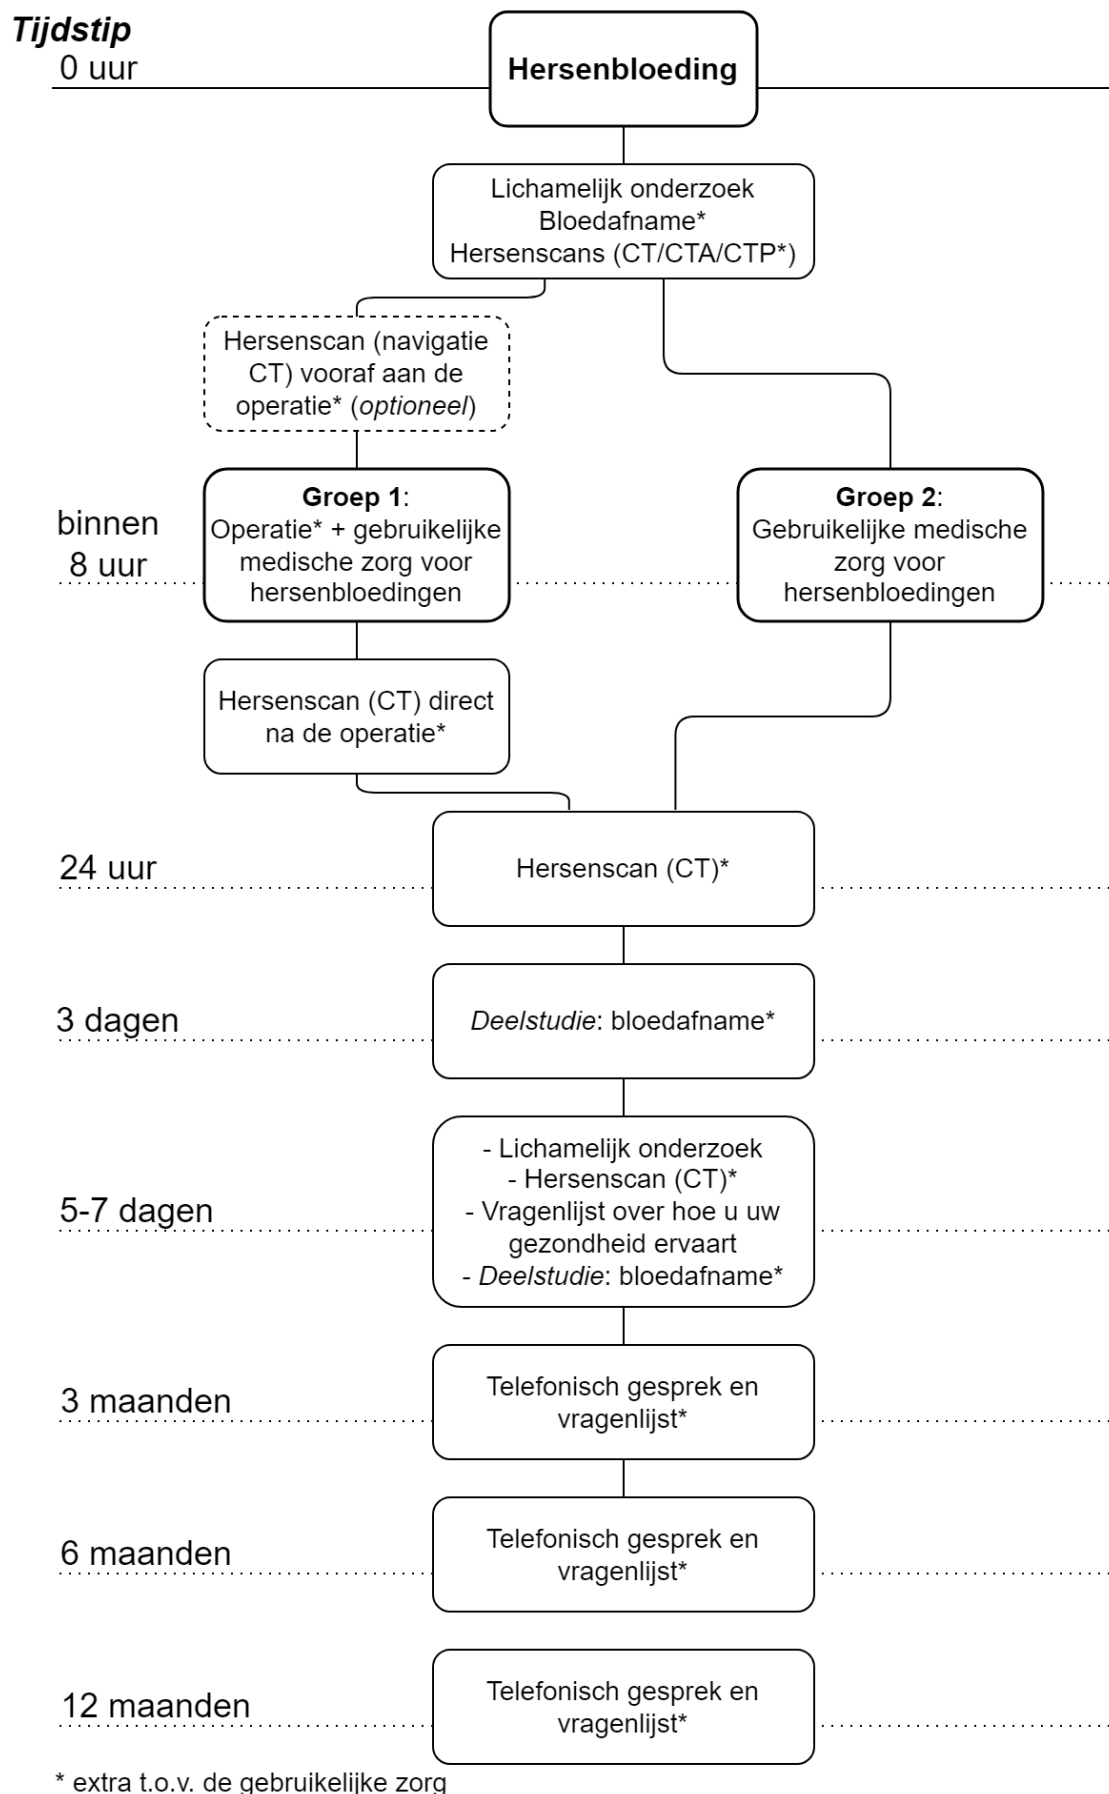 Tijdstip
0 uur
Hersenbloeding
Lichamelijk onderzoek
Bloedafname*
Hersenscans (CT/CTA/CTP*)
Hersenscan (navigatie
CT) vooraf aan de
operatie* (optioneel)
binnen
8 uur
Groep 1:
Operatie* + gebruikelijke
medische zorg voor
hersenbloedingen
Groep 2:
Gebruikelijke medische
zorg voor
hersenbloedingen
Hersenscan (CT) direct
na de operatie*
24 uur
Hersenscan (CT)*
3 dagen
Deelstudie: bloedafname*
5-7 dagen
- Lichamelijk onderzoek
- Hersenscan (CT)*
- Vragenlijst over hoe u uw
gezondheid ervaart
- Deelstudie: bloedafname*
3 maanden
Telefonisch gesprek en
vragenlijst*
6 maanden
Telefonisch gesprek en
vragenlijst*
12 maanden
Telefonisch gesprek en
vragenlijst*
* extra t.o.v. de gebruikelijke zorg